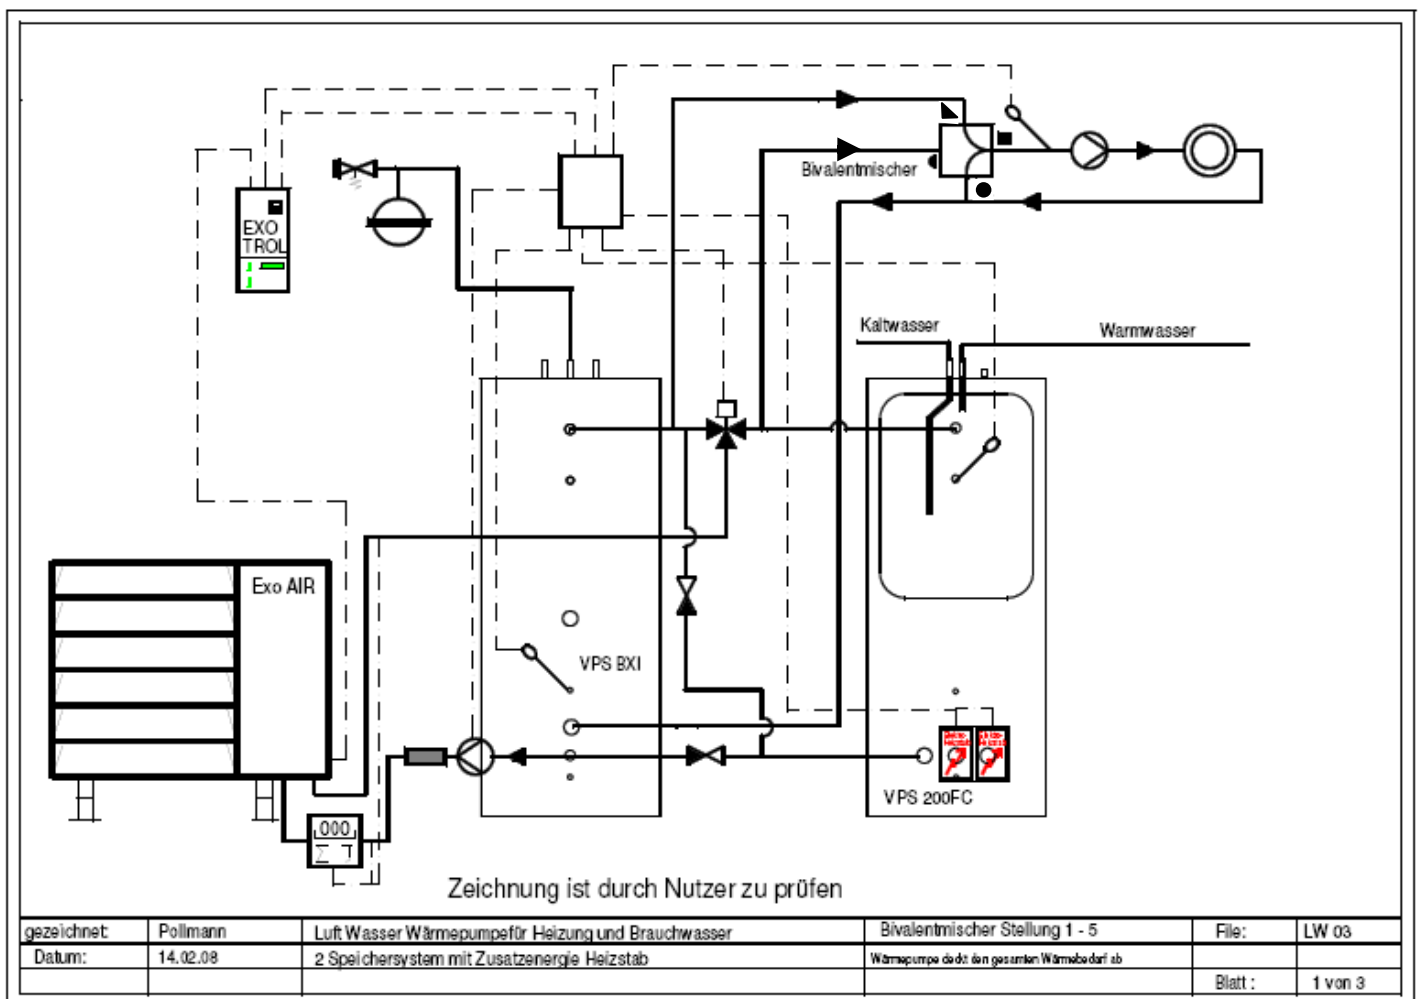 Bivalentmischer
EXO
TROL
Kaltwasser
Warmwasser
Exo AIR
VPS BXI
VPS 200FC
000
Zeichnung ist durch Nutzer zu prüfen
gezeichnet: Pollmann Luft Wasser Wärmepumpefür Heizung und Brauchwasser Bivalentmischer Stellung 1 - 5 File: LW 03
Datum: 14.02.08 2 Speichersystem mit Zusatzenergie Heizstab Wärmepumpe deckt den gesamten Wärmebedarf ab
Blatt : 1 von 3